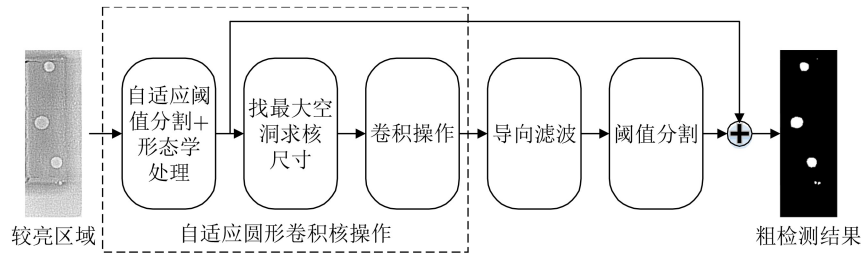 自适应阈
值分割+
形态学
处理
找最大空
洞求核
尺寸
卷积操作
导向滤波
阈值分割
较亮区域
自适应圆形卷积核操作
粗检测结果